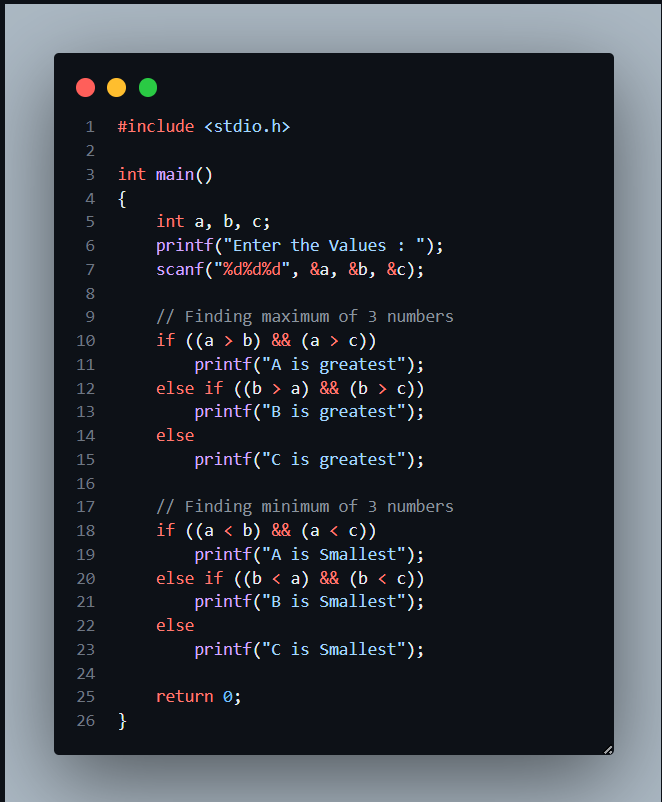 1 #include <stdio.h>
2
3 int main()
4 {
5     int a, b, c;
6     printf("Enter the Values : ");
7     scanf("%d%d%d", &a, &b, &c);
8
9     // Finding maximum of 3 numbers
10     if ((a > b) && (a > c))
11         printf("A is greatest");
12     else if ((b > a) && (b > c))
13         printf("B is greatest");
14     else
15         printf("C is greatest");
16
17     // Finding minimum of 3 numbers
18     if ((a < b) && (a < c))
19         printf("A is Smallest");
20     else if ((b < a) && (b < c))
21         printf("B is Smallest");
22     else
23         printf("C is Smallest");
24
25     return 0;
26 }